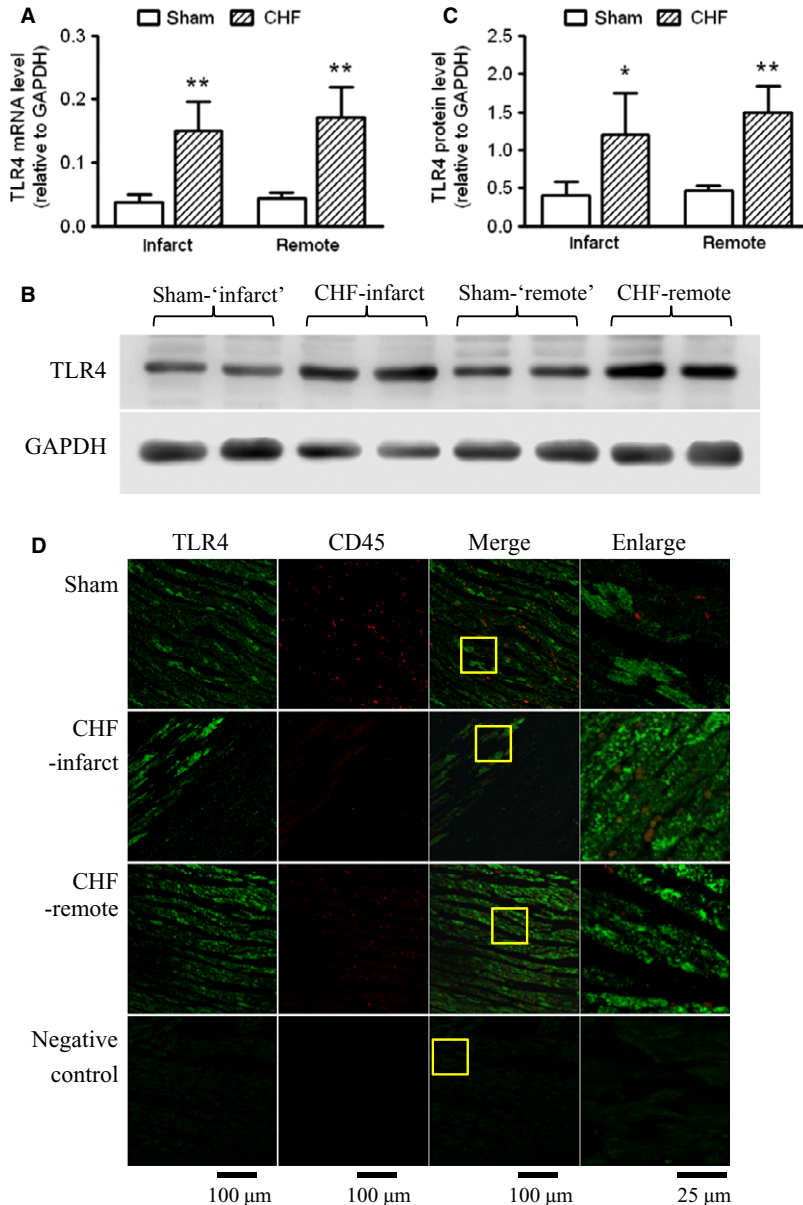 A
Sham CHF
TLR4 mRNA level
(relative to GAPDH)
0.3
0.2
0.1
0.0
** **
Infarct Remote
C
Sham CHF
TLR4 protein level
(relative to GAPDH)
2.5
2.0
1.5
1.0
0.5
0.0
* **
Infarct Remote
B
Sham-‘infarct’ CHF-infarct Sham-‘remote’ CHF-remote
TLR4
GAPDH
D
TLR4 CD45 Merge Enlarge
Sham
CHF
-infarct
CHF
-remote
Negative
control
100 μm 100 μm 100 μm 25 μm